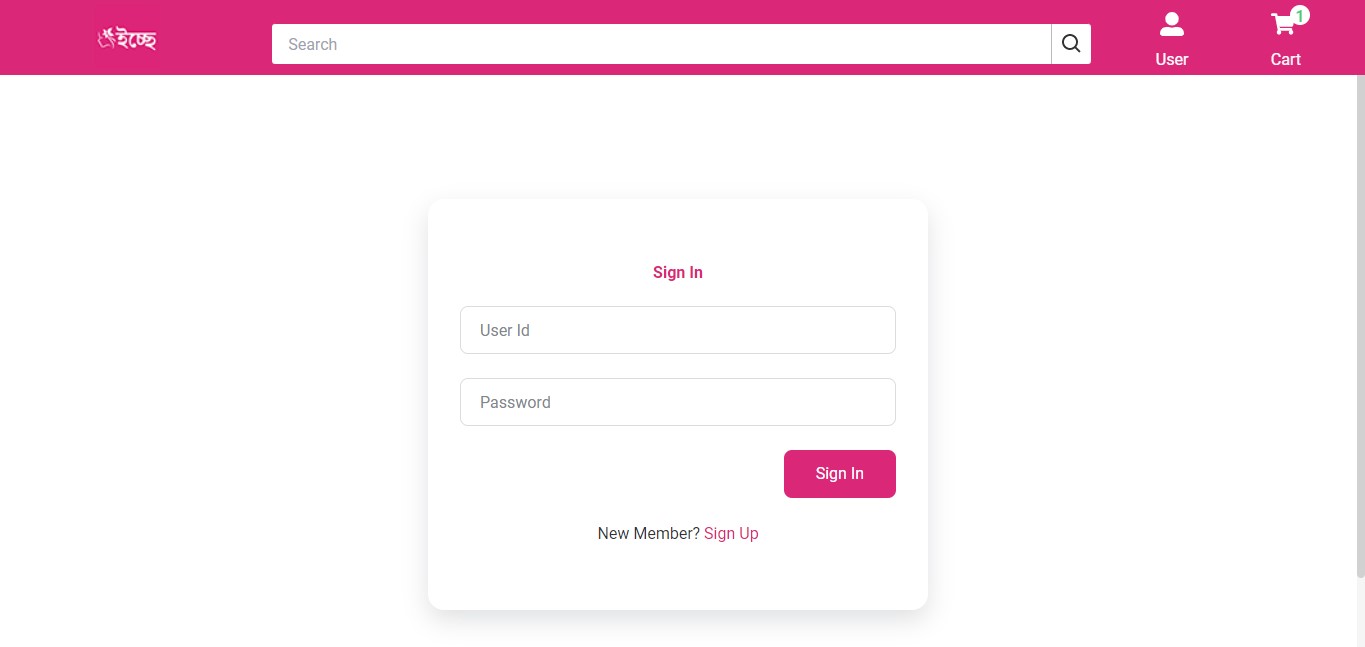 ইচ্ছে
Search
User
1
Cart
Sign In
User Id
Password
Sign In
New Member? Sign Up